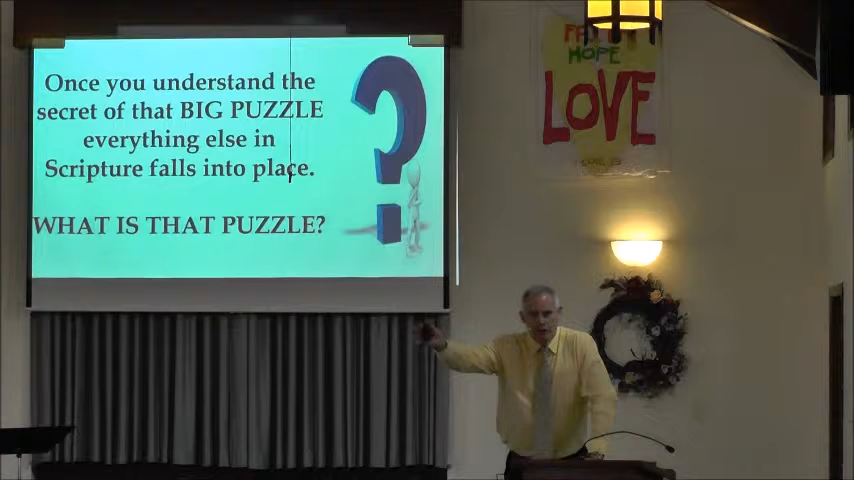 Once you understand the
secret of that BIG PUZZLE
everything else in
Scripture falls into place.
WHAT IS THAT PUZZLE?
HOPE
LOVE